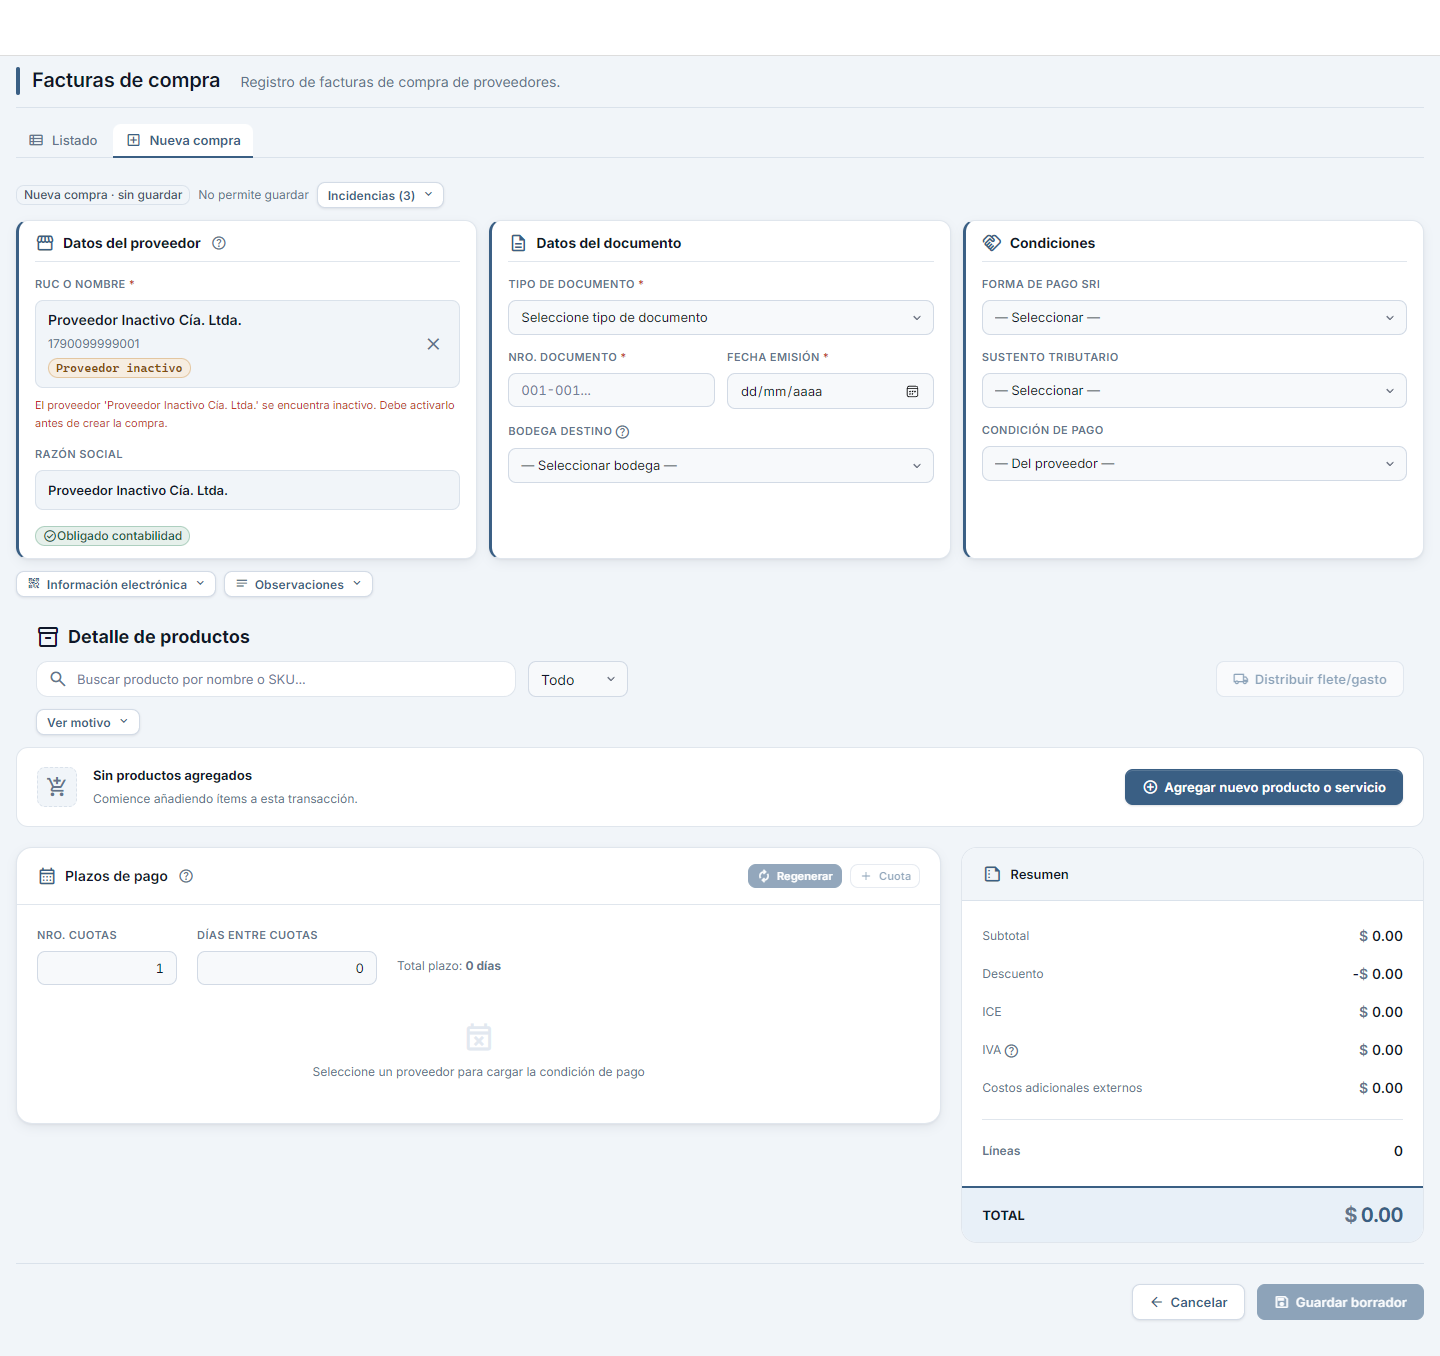 Facturas de compra
Registro de facturas de compra de proveedores.
Listado
Nueva compra
Nueva compra · sin guardar
No permite guardar
Incidencias (3)
Datos del proveedor
RUC O NOMBRE *
Proveedor Inactivo Cía. Ltda.
1790099999001
Proveedor inactivo
El proveedor 'Proveedor Inactivo Cía. Ltda.' se encuentra inactivo. Debe activarlo
antes de crear la compra.
RAZÓN SOCIAL
Proveedor Inactivo Cía. Ltda.
Obligado contabilidad
Datos del documento
TIPO DE DOCUMENTO *
Seleccione tipo de documento
NRO. DOCUMENTO *
001-001...
FECHA EMISIÓN *
dd/mm/aaaa
BODEGA DESTINO
— Seleccionar bodega —
Condiciones
FORMA DE PAGO SRI
— Seleccionar —
SUSTENTO TRIBUTARIO
— Seleccionar —
CONDICIÓN DE PAGO
— Del proveedor —
Información electrónica
Observaciones
Detalle de productos
Buscar producto por nombre o SKU...
Todo
Distribuir flete/gasto
Ver motivo
Sin productos agregados
Comience añadiendo ítems a esta transacción.
Agregar nuevo producto o servicio
Plazos de pago
Regenerar
Cuota
NRO. CUOTAS
1
DÍAS ENTRE CUOTAS
0
Total plazo: 0 días
Seleccione un proveedor para cargar la condición de pago
Resumen
Subtotal $ 0.00
Descuento -$ 0.00
ICE $ 0.00
IVA $ 0.00
Costos adicionales externos $ 0.00
Líneas 0
TOTAL $ 0.00
Cancelar
Guardar borrador